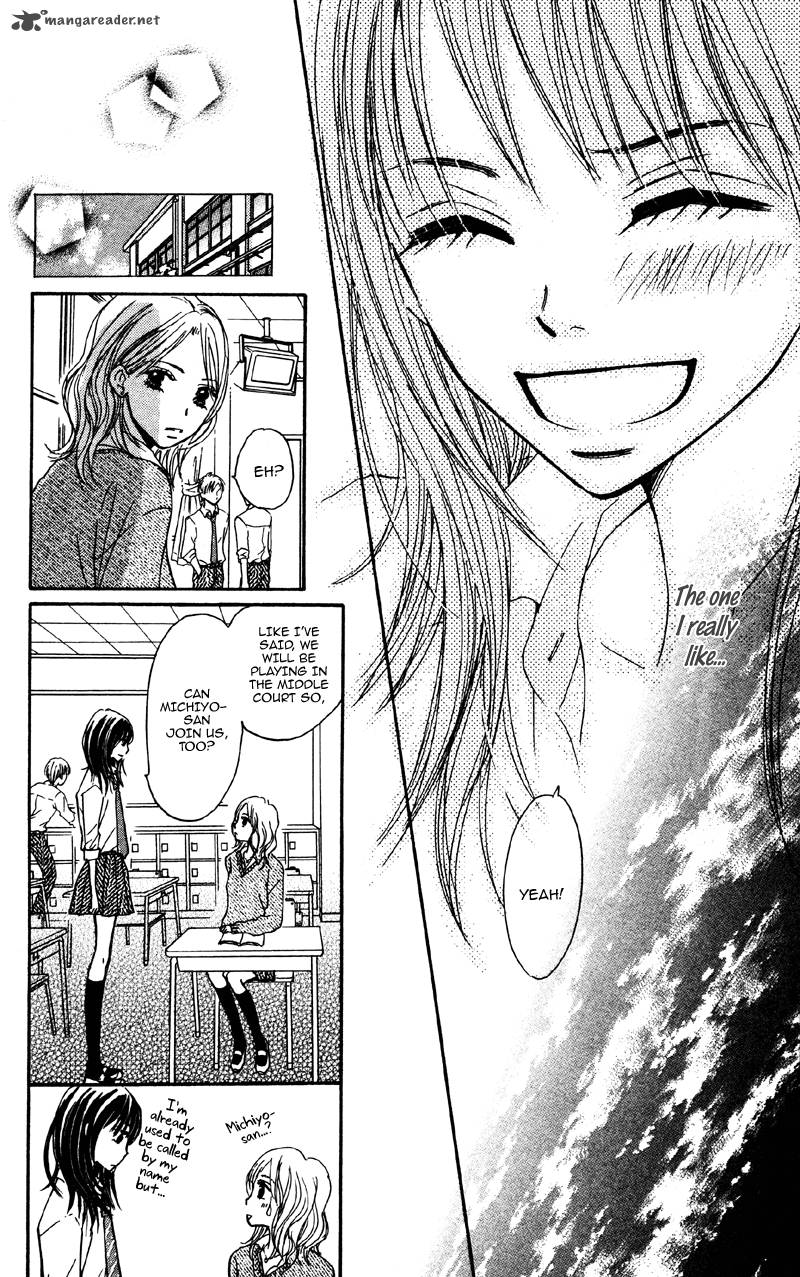 mangareader.net
The one
I really
like...
YEAH!
EH?
LIKE I'VE
SAID, WE
WILL BE
PLAYING
IN THE MIDDLE
COURT SO,
CAN
MICHIYO-
SAN
JOIN US,
TOO?
Michiyo-
san...?
I'm
already
used to
be called
by my
name
but...